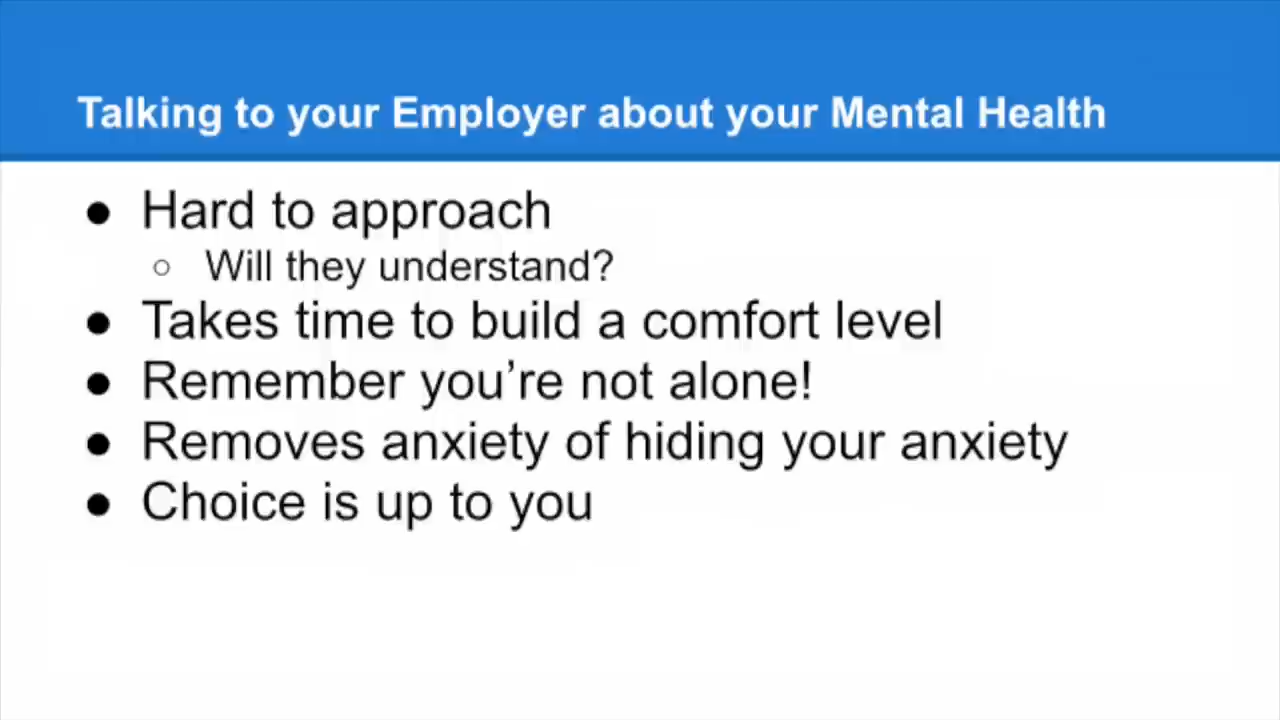 Talking to your Employer about your Mental Health
● Hard to approach
○ Will they understand?
● Takes time to build a comfort level
● Remember you’re not alone!
● Removes anxiety of hiding your anxiety
● Choice is up to you